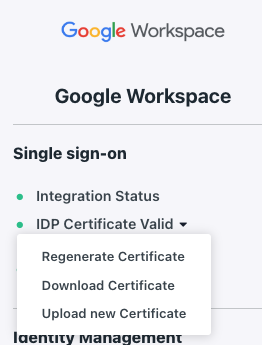 Google Workspace
Google Workspace
Single sign-on
Integration Status
IDP Certificate Valid
Regenerate Certificate
Download Certificate
Upload new Certificate
Identity Management